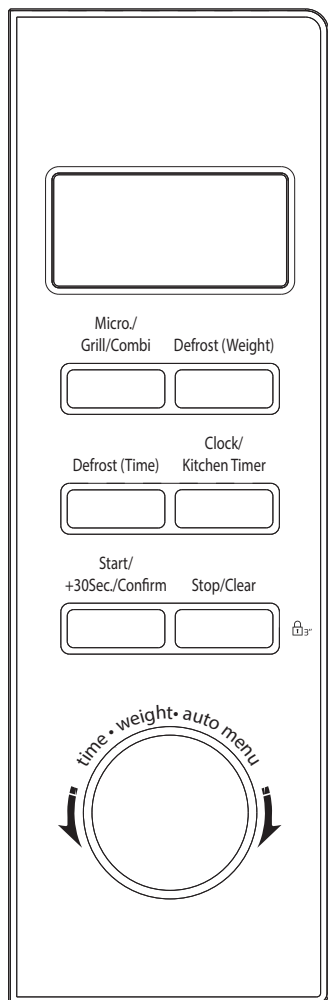 Micro./
Grill/Combi Defrost (Weight)
Defrost (Time)
Clock/
Kitchen Timer
Start/
+30Sec./Confirm Stop/Clear
3″
time • weight • auto menu